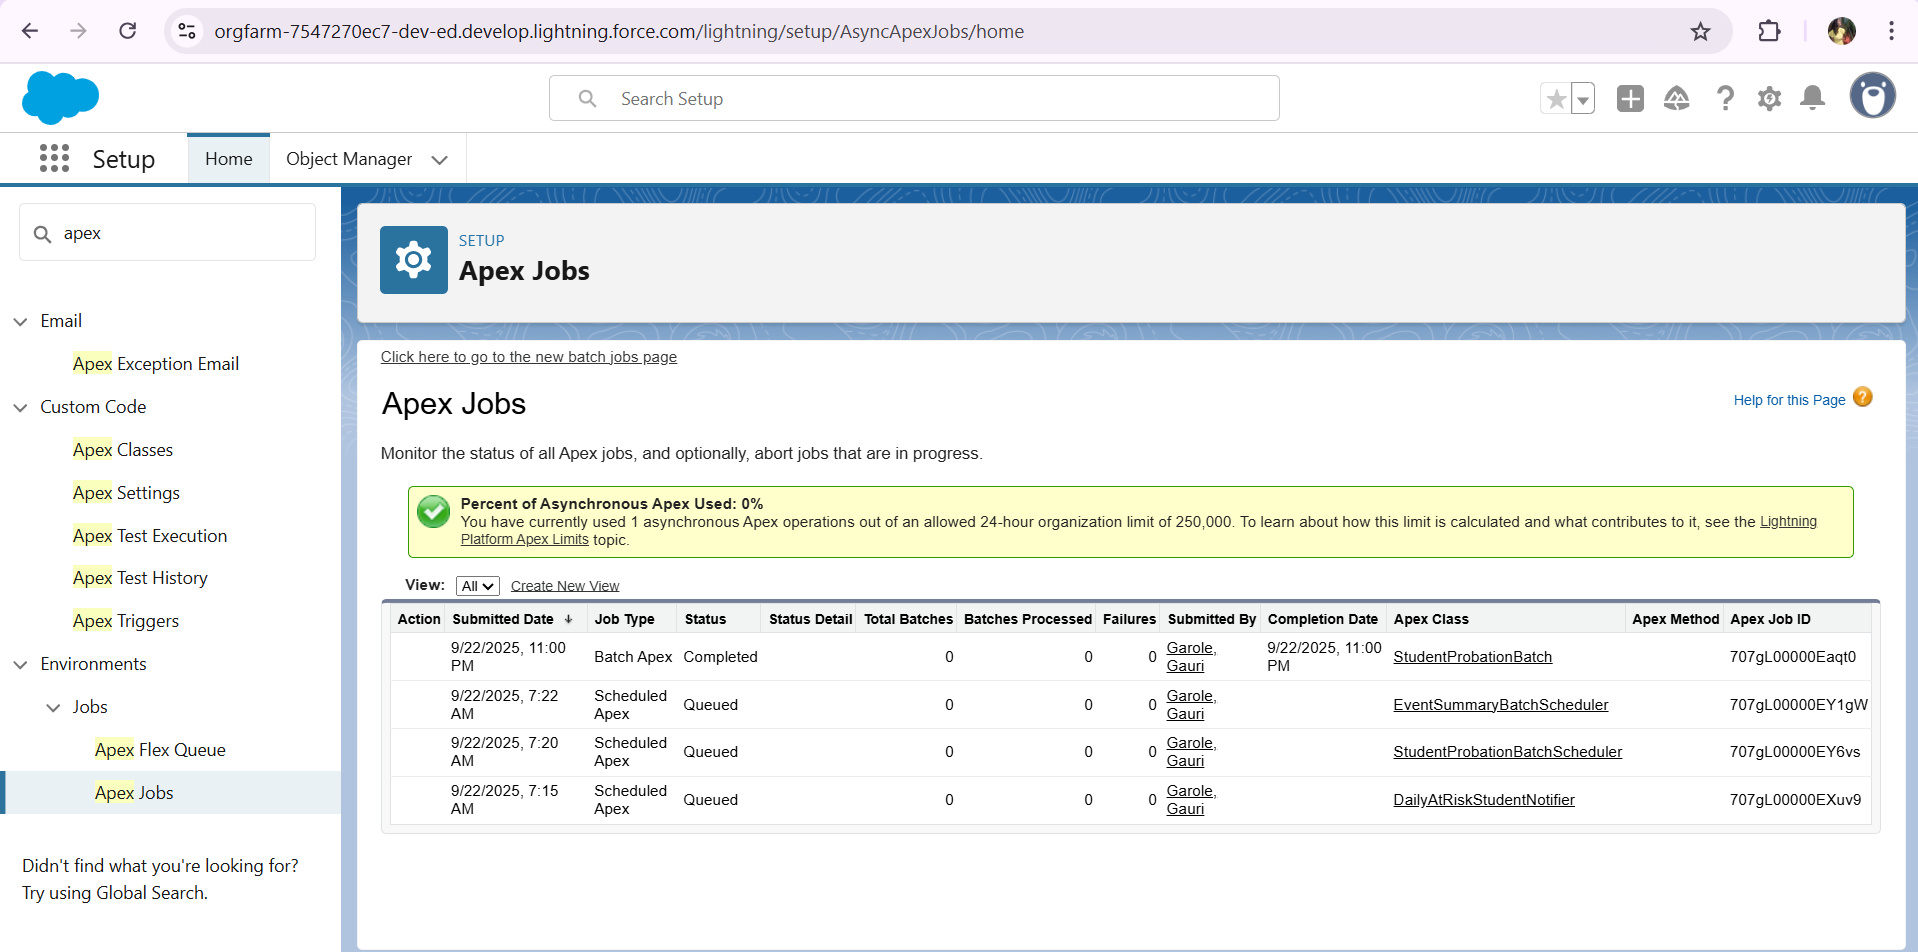 orgfarm-7547270ec7-dev-ed.develop.lightning.force.com/lightning/setup/AsyncApexJobs/home
Search Setup
Setup
Home
Object Manager
apex
Email
Apex Exception Email
Custom Code
Apex Classes
Apex Settings
Apex Test Execution
Apex Test History
Apex Triggers
Environments
Jobs
Apex Flex Queue
Apex Jobs
Didn't find what you're looking for?
Try using Global Search.
SETUP
Apex Jobs
Click here to go to the new batch jobs page
Apex Jobs
Help for this Page ?
Monitor the status of all Apex jobs, and optionally, abort jobs that are in progress.
Percent of Asynchronous Apex Used: 0%
You have currently used 1 asynchronous Apex operations out of an allowed 24-hour organization limit of 250,000. To learn about how this limit is calculated and what contributes to it, see the Lightning
Platform Apex Limits topic.
View: All Create New View
Action Submitted Date Job Type Status Status Detail Total Batches Batches Processed Failures Submitted By Completion Date Apex Class Apex Method Apex Job ID
9/22/2025, 11:00 PM Batch Apex Completed 0 0 0 Garole, Gauri 9/22/2025, 11:00 PM StudentProbationBatch 707gL00000Eaqt0
9/22/2025, 7:22 AM Scheduled Apex Queued 0 0 0 Garole, Gauri EventSummaryBatchScheduler 707gL00000EY1gW
9/22/2025, 7:20 AM Scheduled Apex Queued 0 0 0 Garole, Gauri StudentProbationBatchScheduler 707gL00000EY6vs
9/22/2025, 7:15 AM Scheduled Apex Queued 0 0 0 Garole, Gauri DailyAtRiskStudentNotifier 707gL00000EXuv9